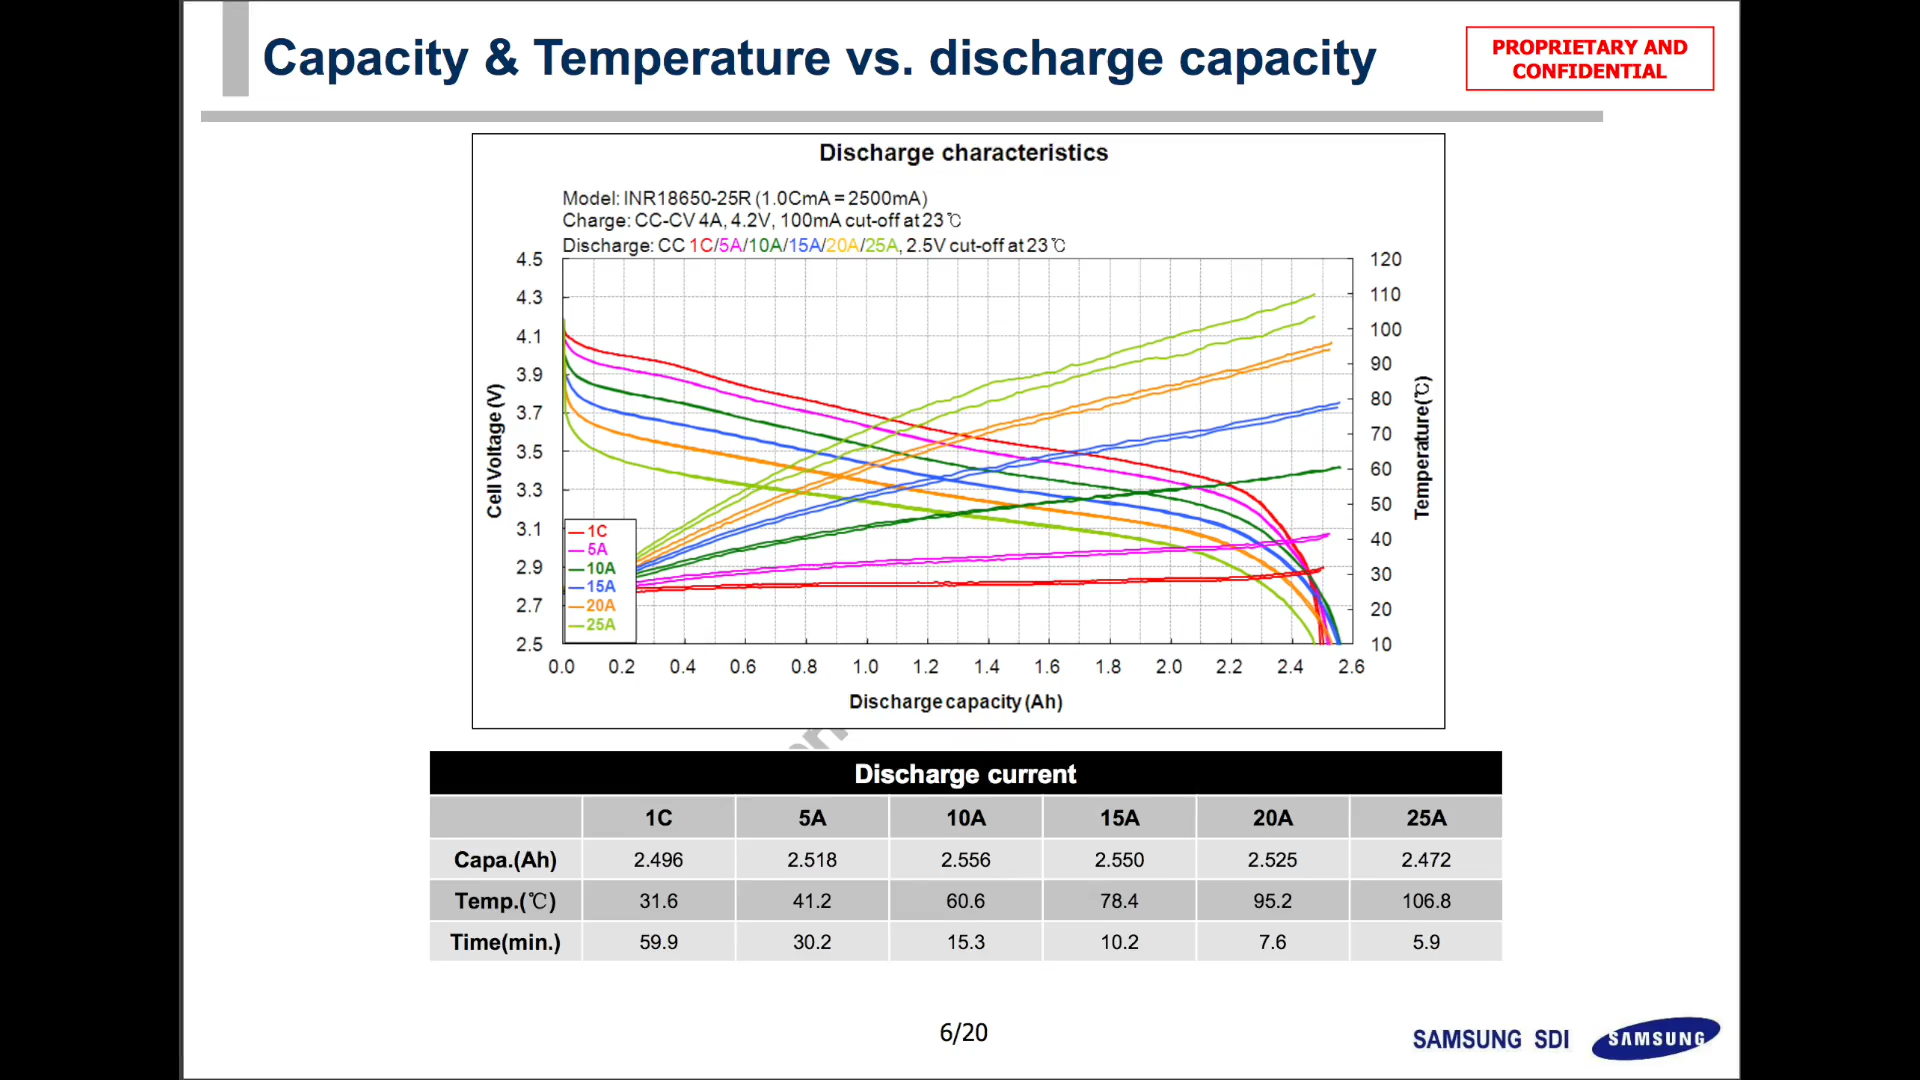 Capacity & Temperature vs. discharge capacity
PROPRIETARY AND
CONFIDENTIAL
Discharge characteristics
Model: INR18650-25R (1.0CmA = 2500mA)
Charge: CC-CV 4A, 4.2V, 100mA cut-off at 23℃
Discharge: CC 1C/5A/10A/15A/20A/25A, 2.5V cut-off at 23℃
4.5
4.3
4.1
3.9
3.7
3.5
3.3
3.1
2.9
2.7
2.5
Cell Voltage (V)
120
110
100
90
80
70
60
50
40
30
20
10
Temperature(℃)
1C
5A
10A
15A
20A
25A
0.0 0.2 0.4 0.6 0.8 1.0 1.2 1.4 1.6 1.8 2.0 2.2 2.4 2.6
Discharge capacity (Ah)
Discharge current
1C 5A 10A 15A 20A 25A
Capa.(Ah) 2.496 2.518 2.556 2.550 2.525 2.472
Temp.(℃) 31.6 41.2 60.6 78.4 95.2 106.8
Time(min.) 59.9 30.2 15.3 10.2 7.6 5.9
6/20
SAMSUNG SDI
SAMSUNG